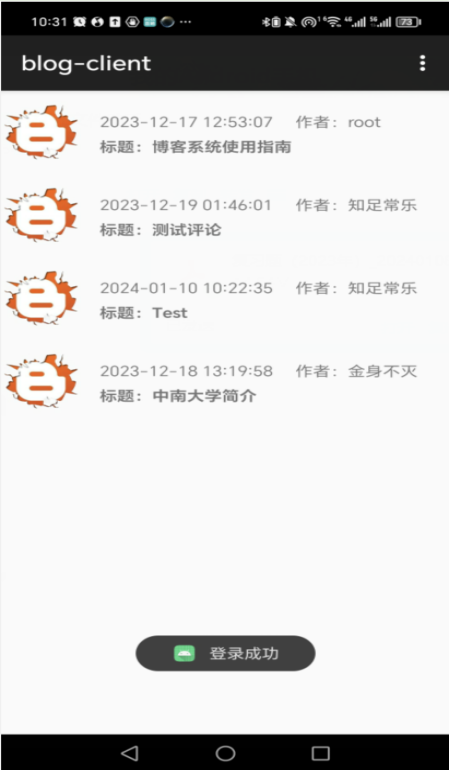 10:31 73
blog-client
2023-12-17 12:53:07 作者：root
标题：博客系统使用指南
2023-12-19 01:46:01 作者：知足常乐
标题：测试评论
2024-01-10 10:22:35 作者：知足常乐
标题：Test
2023-12-18 13:19:58 作者：金身不灭
标题：中南大学简介
登录成功